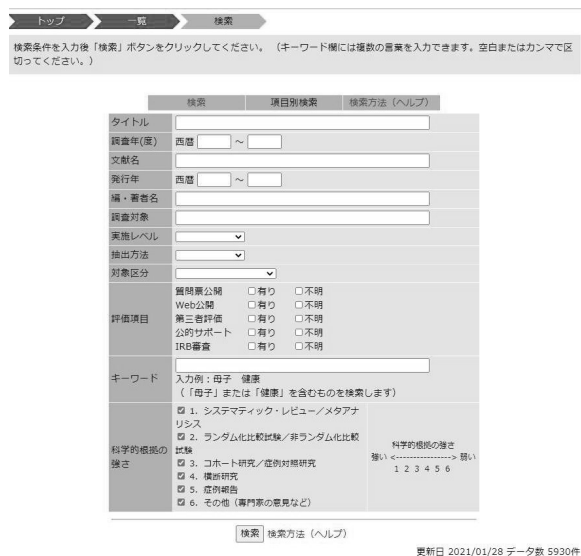 トップ 一覧 検索
検索条件を入力後「検索」ボタンをクリックしてください。（キーワード欄には複数の言葉を入力できます。空白またはカンマで区
切ってください。）
検索 項目別検索 検索方法（ヘルプ）
タイトル
調査年(度) 西暦 ～
文献名
発行年 西暦 ～
編・著者名
調査対象
実施レベル
抽出方法
対象区分
評価項目
質問票公開 有り 不明
Web公開 有り 不明
第三者評価 有り 不明
公的サポート 有り 不明
IRB審査 有り 不明
キーワード
入力例：母子 健康
（「母子」または「健康」を含むものを検索します）
科学的根拠の
強さ
1．システマティック・レビュー／メタアナ
リシス
2．ランダム化比較試験／非ランダム化比較
試験
3．コホート研究／症例対照研究
4．横断研究
5．症例報告
6．その他（専門家の意見など）
科学的根拠の強さ
強い <----------------> 弱い
1 2 3 4 5 6
検索 検索方法（ヘルプ）
更新日 2021/01/28 データ数 5930件